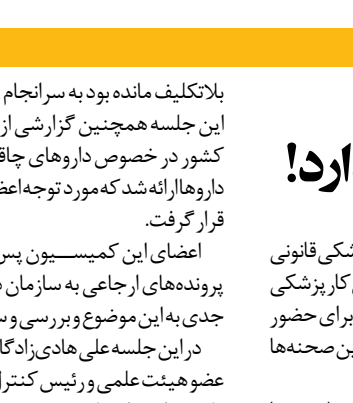 ارد!
شکی قانونی
کار پزشکی
برای حضور
ین صحنه‌ها
بلاتکلیف مانده بود به سرانجام
این جلسه همچنین گزارشی از
کشور در خصوص داروهای چاق
داروها ارائه شد که مورد توجه اعض
قرار گرفت.
اعضای این کمیسیون پس
پرونده‌های ارجاعی به سازمان
جدی به این موضوع و بررسی و س
در این جلسه علی هادی‌زادگا
عضو هیئت علمی و رئیس کنترل